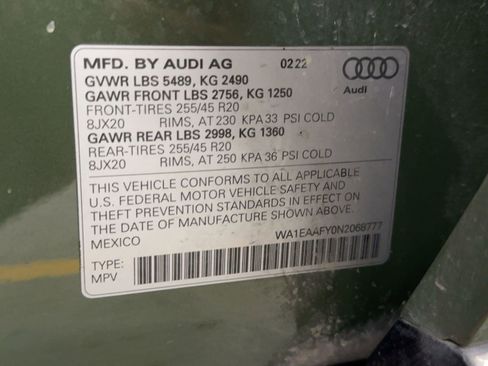 MFD. BY AUDI AG 02/22
GVWR LBS 5489, KG 2490
GAWR FRONT LBS 2756, KG 1250
FRONT-TIRES 255/45 R20
8JX20 RIMS, AT 230 KPA 33 PSI COLD
GAWR REAR LBS 2998, KG 1360
REAR-TIRES 255/45 R20
8JX20 RIMS, AT 250 KPA 36 PSI COLD
Audi
THIS VEHICLE CONFORMS TO ALL APPLICABLE
U.S. FEDERAL MOTOR VEHICLE SAFETY AND
THEFT PREVENTION STANDARDS IN EFFECT ON
THE DATE OF MANUFACTURE SHOWN ABOVE.
MEXICO WA1EAAFY0N2068777
TYPE:
MPV